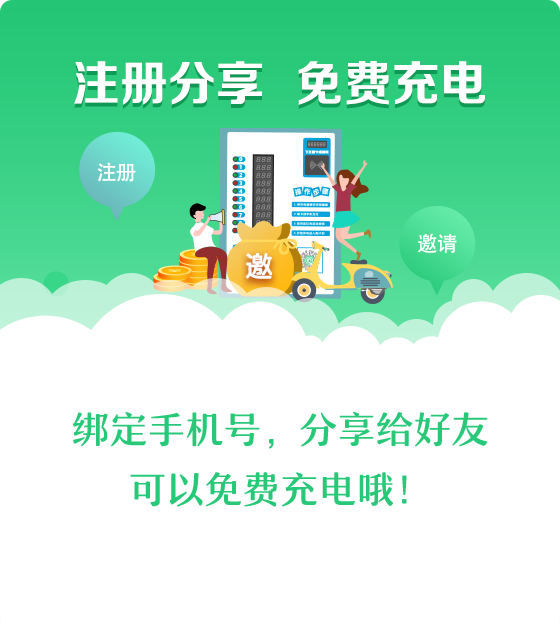 注册分享 免费充电
注册
操作步骤
邀
邀请
绑定手机号，分享给好友
可以免费充电哦！